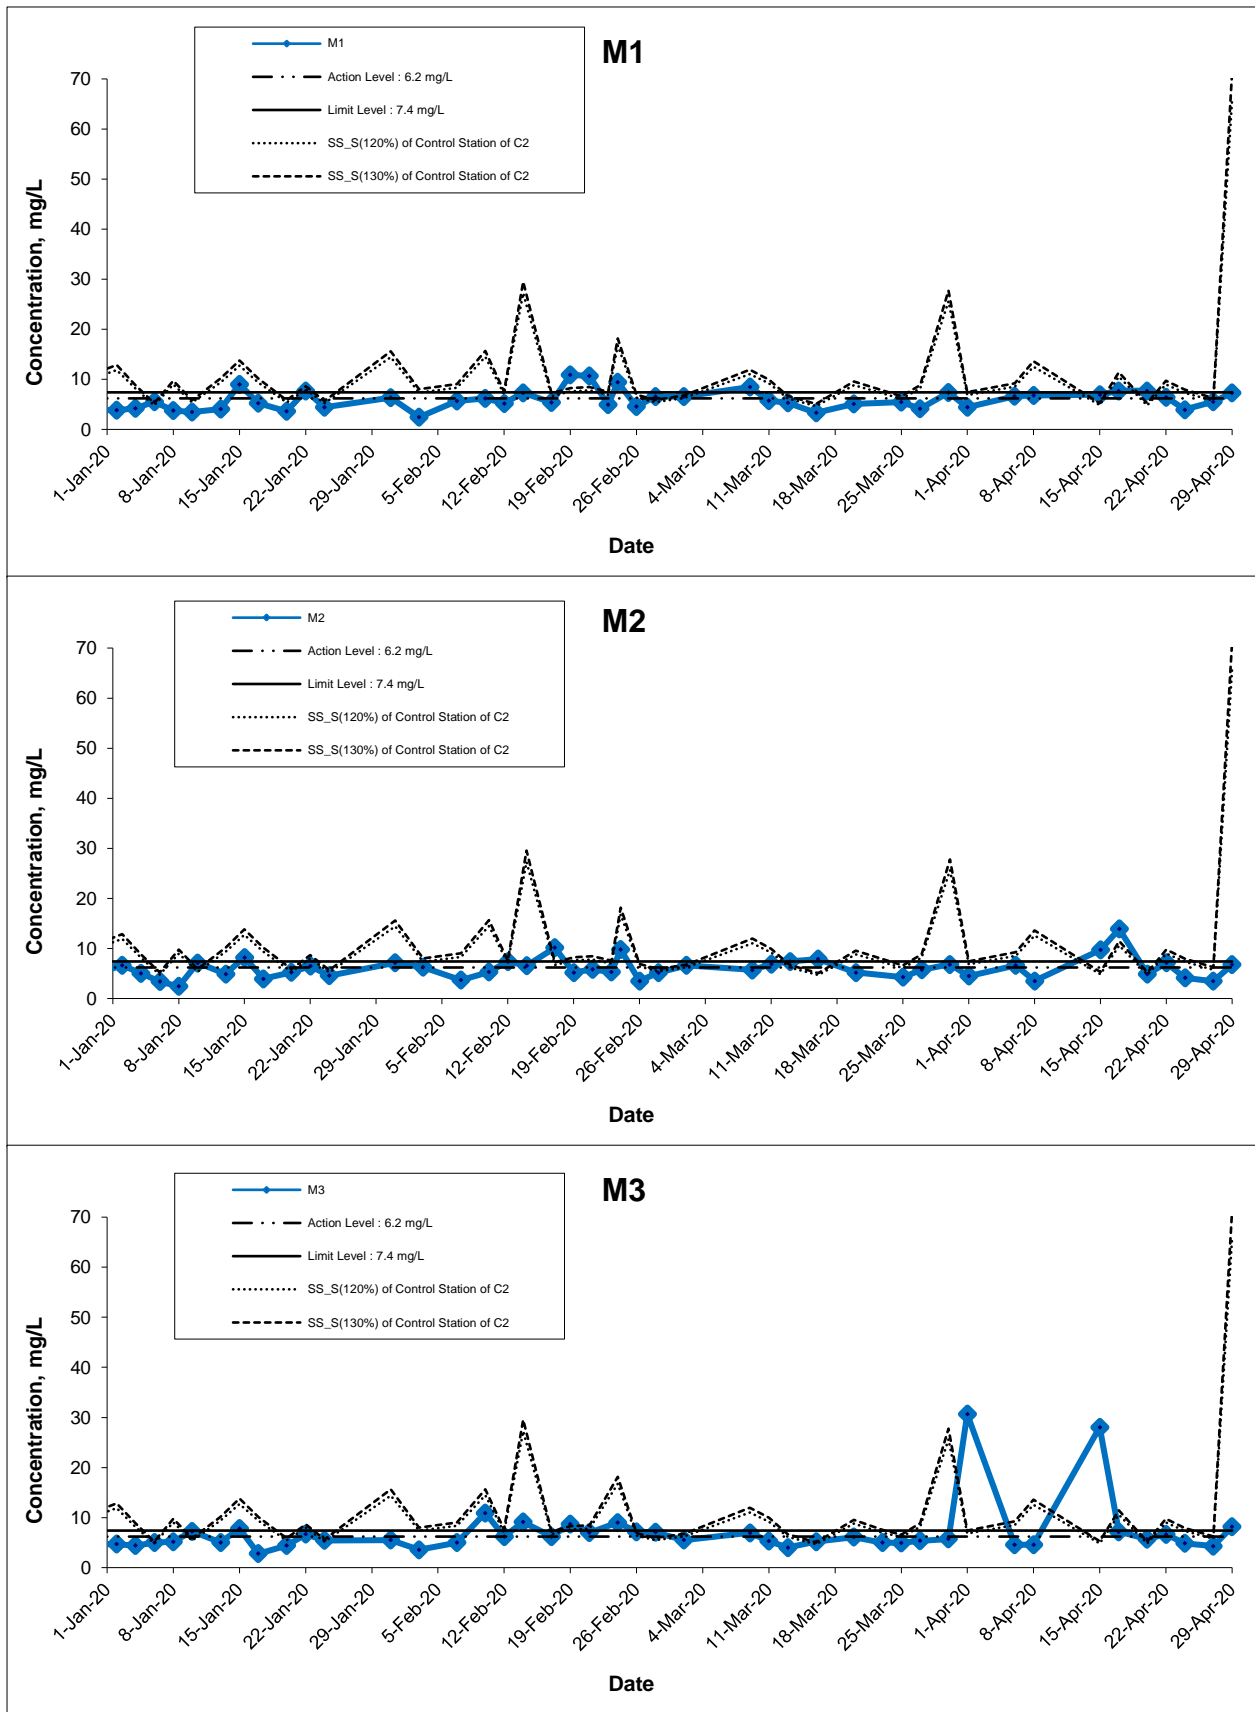 M1
M1
Action Level : 6.2 mg/L
Limit Level : 7.4 mg/L
SS_S(120%) of Control Station of C2
SS_S(130%) of Control Station of C2
Concentration, mg/L
70
60
50
40
30
20
10
0
1-Jan-20
8-Jan-20
15-Jan-20
22-Jan-20
29-Jan-20
5-Feb-20
12-Feb-20
19-Feb-20
26-Feb-20
4-Mar-20
11-Mar-20
18-Mar-20
25-Mar-20
1-Apr-20
8-Apr-20
15-Apr-20
22-Apr-20
29-Apr-20
Date
M2
M2
Action Level : 6.2 mg/L
Limit Level : 7.4 mg/L
SS_S(120%) of Control Station of C2
SS_S(130%) of Control Station of C2
Concentration, mg/L
70
60
50
40
30
20
10
0
1-Jan-20
8-Jan-20
15-Jan-20
22-Jan-20
29-Jan-20
5-Feb-20
12-Feb-20
19-Feb-20
26-Feb-20
4-Mar-20
11-Mar-20
18-Mar-20
25-Mar-20
1-Apr-20
8-Apr-20
15-Apr-20
22-Apr-20
29-Apr-20
Date
M3
M3
Action Level : 6.2 mg/L
Limit Level : 7.4 mg/L
SS_S(120%) of Control Station of C2
SS_S(130%) of Control Station of C2
Concentration, mg/L
70
60
50
40
30
20
10
0
1-Jan-20
8-Jan-20
15-Jan-20
22-Jan-20
29-Jan-20
5-Feb-20
12-Feb-20
19-Feb-20
26-Feb-20
4-Mar-20
11-Mar-20
18-Mar-20
25-Mar-20
1-Apr-20
8-Apr-20
15-Apr-20
22-Apr-20
29-Apr-20
Date